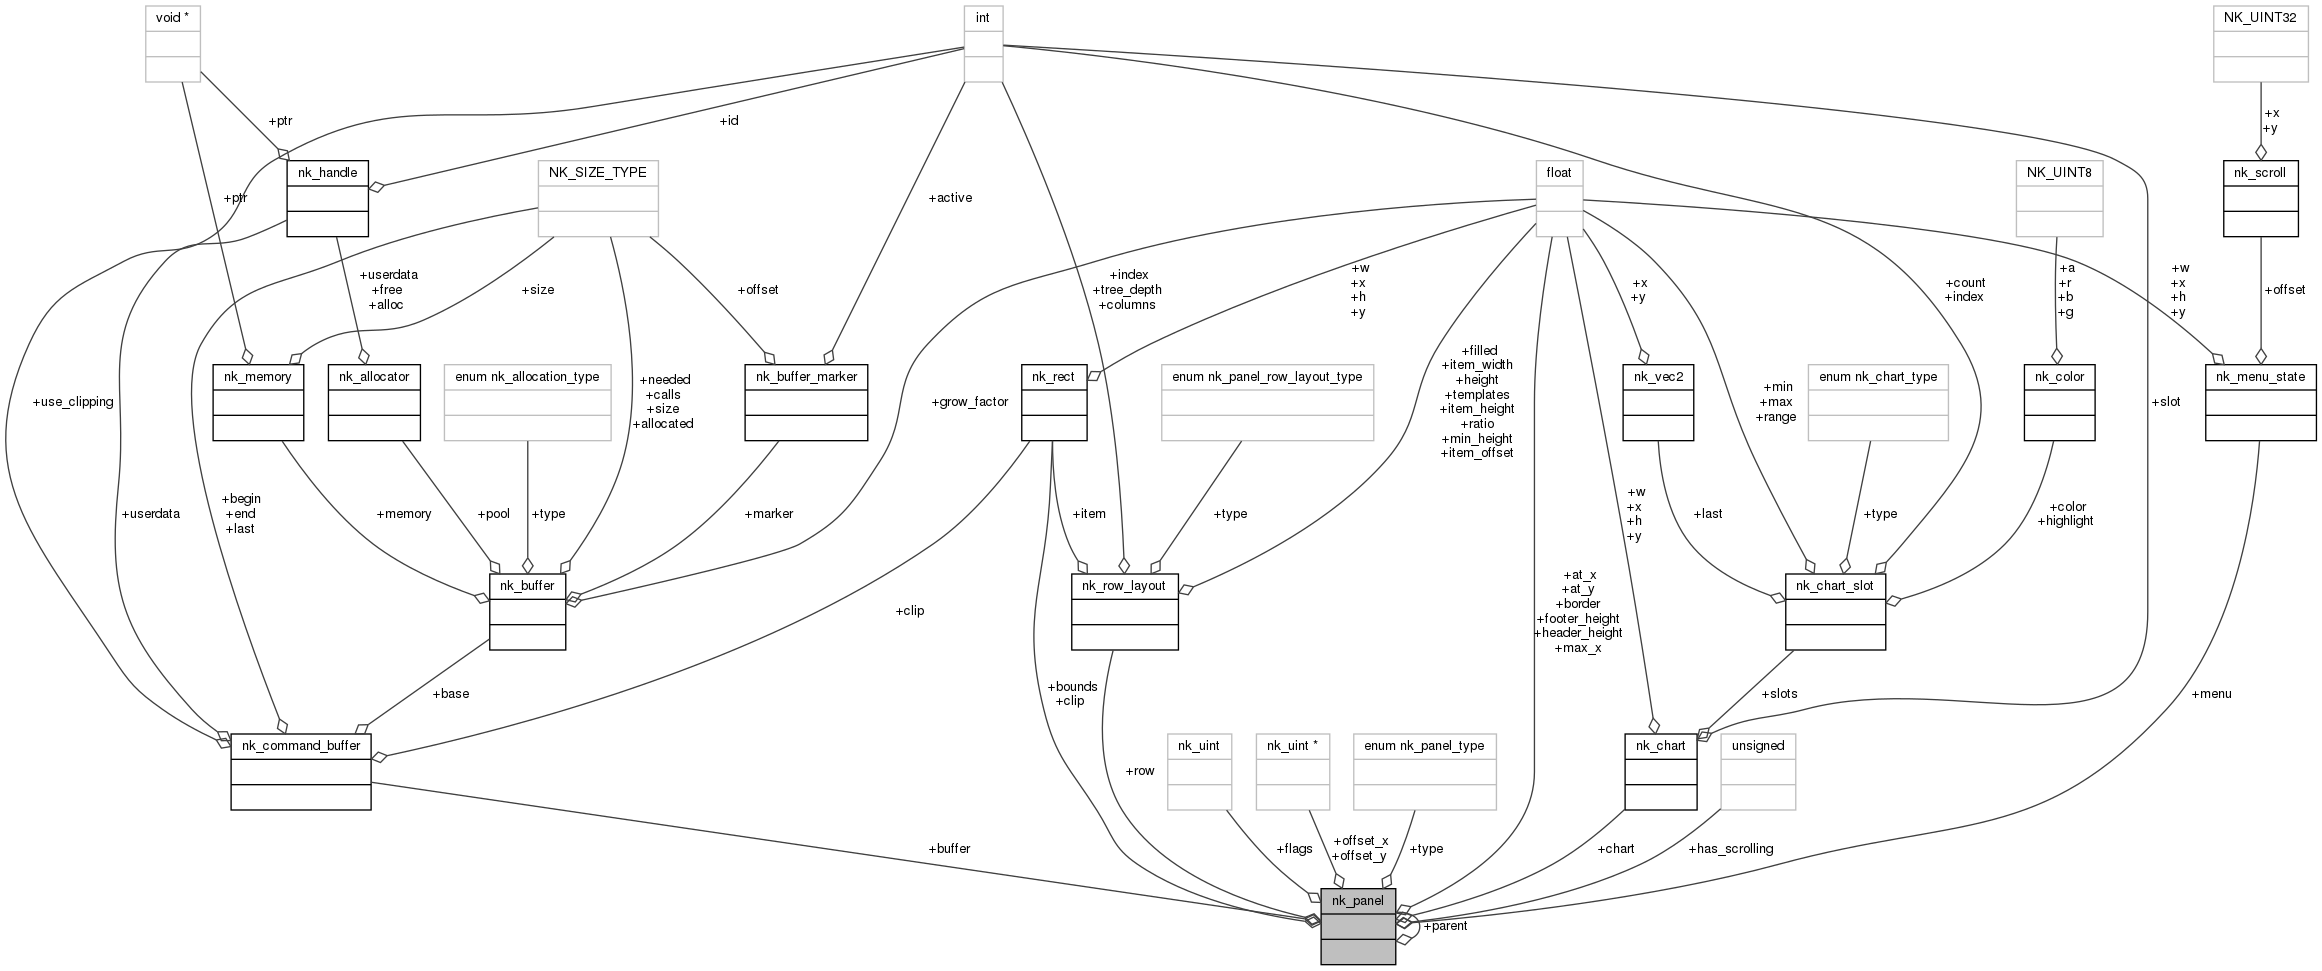 void *
int
NK_UINT32
+ptr
+id
+x
+y
nk_handle
NK_SIZE_TYPE
float
NK_UINT8
nk_scroll
+ptr
+active
+userdata
+free
+alloc
+size
+offset
+index
+tree_depth
+columns
+w
+x
+h
+y
+x
+y
+count
+index
+a
+r
+b
+g
+w
+x
+h
+y
+offset
nk_memory
nk_allocator
enum nk_allocation_type
nk_buffer_marker
nk_rect
enum nk_panel_row_layout_type
nk_vec2
enum nk_chart_type
nk_color
nk_menu_state
+use_clipping
+needed
+calls
+size
+allocated
+grow_factor
+filled
+item_width
+height
+templates
+item_height
+ratio
+min_height
+item_offset
+min
+max
+range
+slot
+userdata
+begin
+end
+last
+memory
+pool
+type
+marker
+item
+type
+w
+x
+h
+y
+last
+type
+color
+highlight
nk_buffer
nk_row_layout
nk_chart_slot
+clip
+at_x
+at_y
+border
+footer_height
+header_height
+max_x
+base
+bounds
+clip
+slots
+menu
nk_command_buffer
+row
nk_uint
nk_uint *
enum nk_panel_type
nk_chart
unsigned
+buffer
+flags
+offset_x
+offset_y
+type
+chart
+has_scrolling
nk_panel
+parent